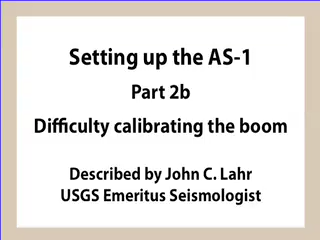 Setting up the AS-1
Part 2b
Difficulty calibrating the boom
Described by John C. Lahr
USGS Emeritus Seismologist